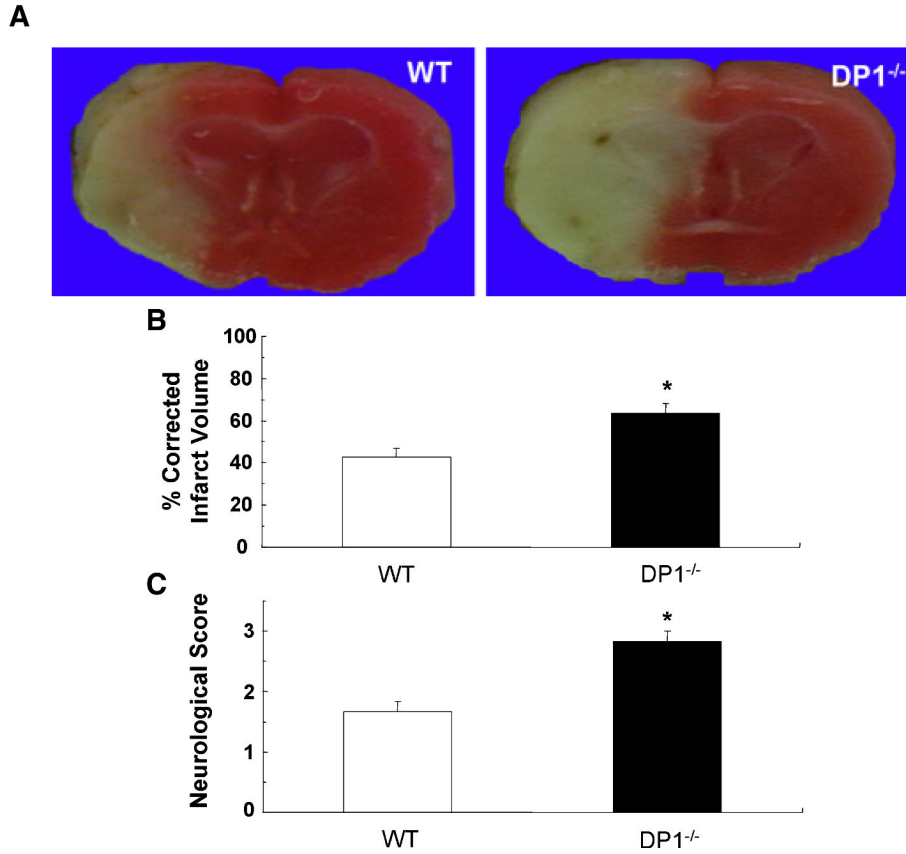 A
WT
DP1⁻/⁻
B
% Corrected
Infarct Volume
100
80
60
40
20
0
*
WT
DP1⁻/⁻
C
Neurological Score
3
2
1
0
*
WT
DP1⁻/⁻